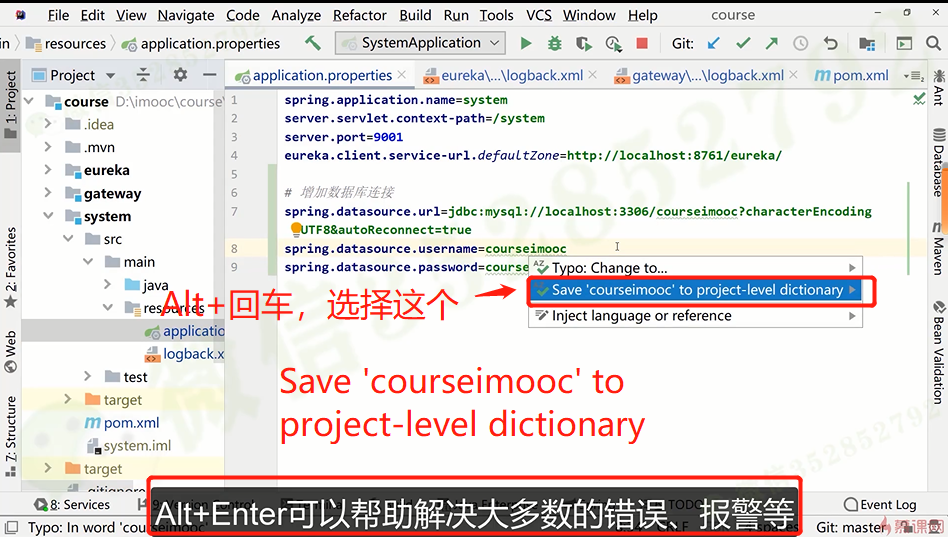 File Edit View Navigate Code Analyze Refactor Build Run Tools VCS Window Help course
in resources application.properties SystemApplication Git:
1: Project
Project
application.properties eureka\...\logback.xml gateway\...\logback.xml pom.xml
course D:\imooc\course
.idea
.mvn
eureka
gateway
system
src
main
java
resources
applicatio
logback.x
test
target
pom.xml
system.iml
target
.gitignore
1 spring.application.name=system
2 server.servlet.context-path=/system
3 server.port=9001
4 eureka.client.service-url.defaultZone=http://localhost:8761/eureka/
5
6 # 增加数据库连接
7 spring.datasource.url=jdbc:mysql://localhost:3306/courseimooc?characterEncoding
UTF8&autoReconnect=true
8 spring.datasource.username=courseimooc
9 spring.datasource.password=course
Typo: Change to...
Save 'courseimooc' to project-level dictionary
Inject language or reference
Alt+回车，选择这个
Save 'courseimooc' to
project-level dictionary
2: Favorites
Web
Z: Structure
Ant
Database
Maven
Bean Validation
8: Services
Event Log
Alt+Enter可以帮助解决大多数的错误、报警等
Typo: In word 'cour
Git: master
慕课网